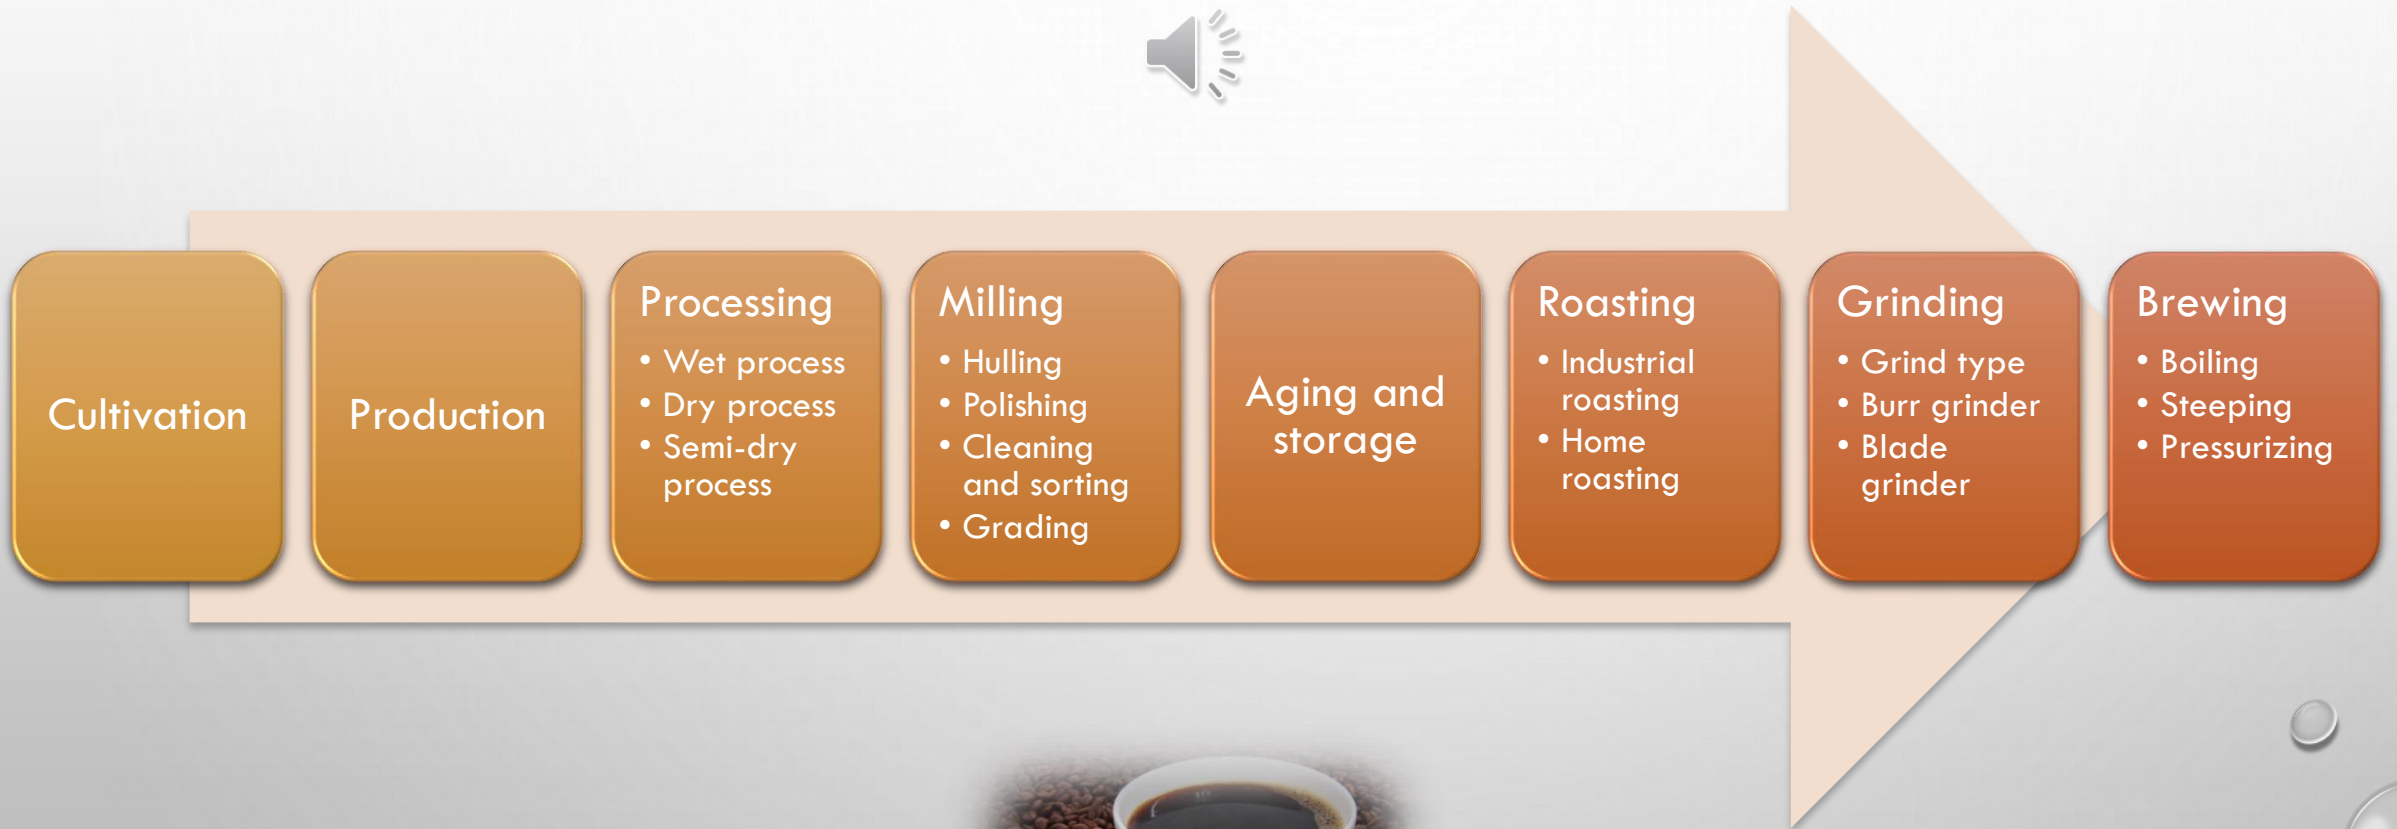 Cultivation
Production
Processing
• Wet process
• Dry process
• Semi-dry
process
Milling
• Hulling
• Polishing
• Cleaning
and sorting
• Grading
Aging and
storage
Roasting
• Industrial
roasting
• Home
roasting
Grinding
• Grind type
• Burr grinder
• Blade
grinder
Brewing
• Boiling
• Steeping
• Pressurizing